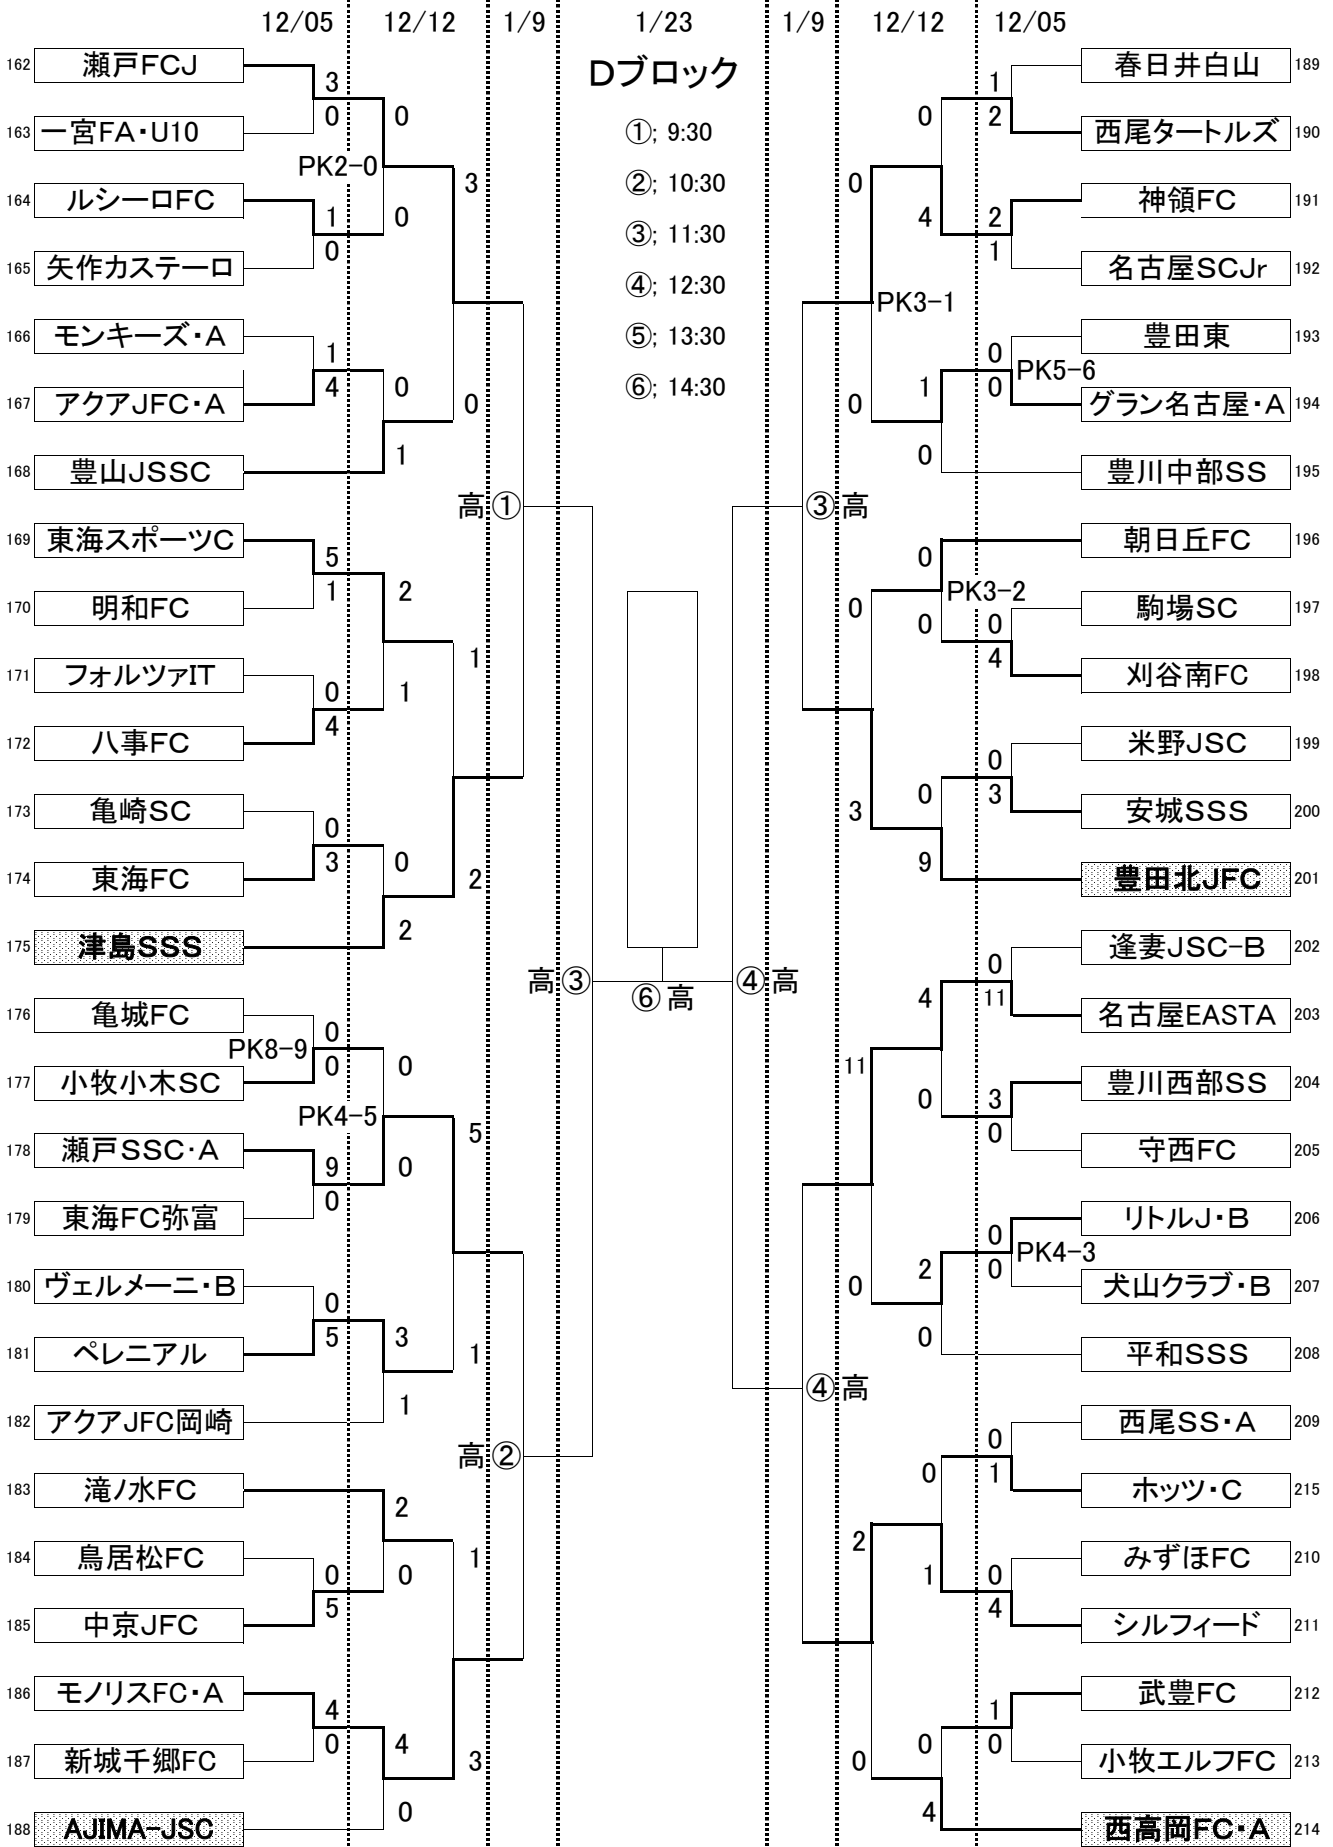 12/05 12/12 1/9 1/23 1/9 12/12 12/05
Dブロック
①; 9:30
②; 10:30
③; 11:30
④; 12:30
⑤; 13:30
⑥; 14:30
162 瀬戸FCJ
3
0
163 一宮FA・U10
0
PK2-0
3
164 ルシーロFC
1
0
0
165 矢作カステーロ
166 モンキーズ・A
1
4
0
0
167 アクアJFC・A
1
168 豊山JSSC
高①
169 東海スポーツC
5
1
2
170 明和FC
1
171 フォルツァIT
0
4
1
172 八事FC
173 亀崎SC
0
3
0
2
174 東海FC
2
175 津島SSS
高③
176 亀城FC
0
PK8-9
0
0
177 小牧小木SC
PK4-5
5
178 瀬戸SSC・A
9
0
0
179 東海FC弥富
180 ヴェルメーニ・B
0
5
3
1
181 ペレニアル
1
182 アクアJFC岡崎
高②
183 滝ノ水FC
2
1
184 鳥居松FC
0
5
0
185 中京JFC
186 モノリスFC・A
4
0
4
3
187 新城千郷FC
0
188 AJIMA-JSC
⑥高
春日井白山 189
1
2
0
西尾タートルズ 190
0
神領FC 191
4
2
1
名古屋SCJr 192
PK3-1
豊田東 193
0
PK5-6
0
1
0
グラン名古屋・A 194
0
豊川中部SS 195
③高
朝日丘FC 196
0
PK3-2
0
0
駒場SC 197
0
4
刈谷南FC 198
米野JSC 199
0
3
0
3
安城SSS 200
9
豊田北JFC 201
逢妻JSC-B 202
0
11
4
④高
名古屋EASTA 203
11
豊川西部SS 204
0
3
0
守西FC 205
リトルJ・B 206
0
PK4-3
0
2
0
犬山クラブ・B 207
0
平和SSS 208
④高
西尾SS・A 209
0
1
0
ホッツ・C 215
2
みずほFC 210
1
0
4
シルフィード 211
武豊FC 212
1
0
0
0
小牧エルフFC 213
4
西高岡FC・A 214